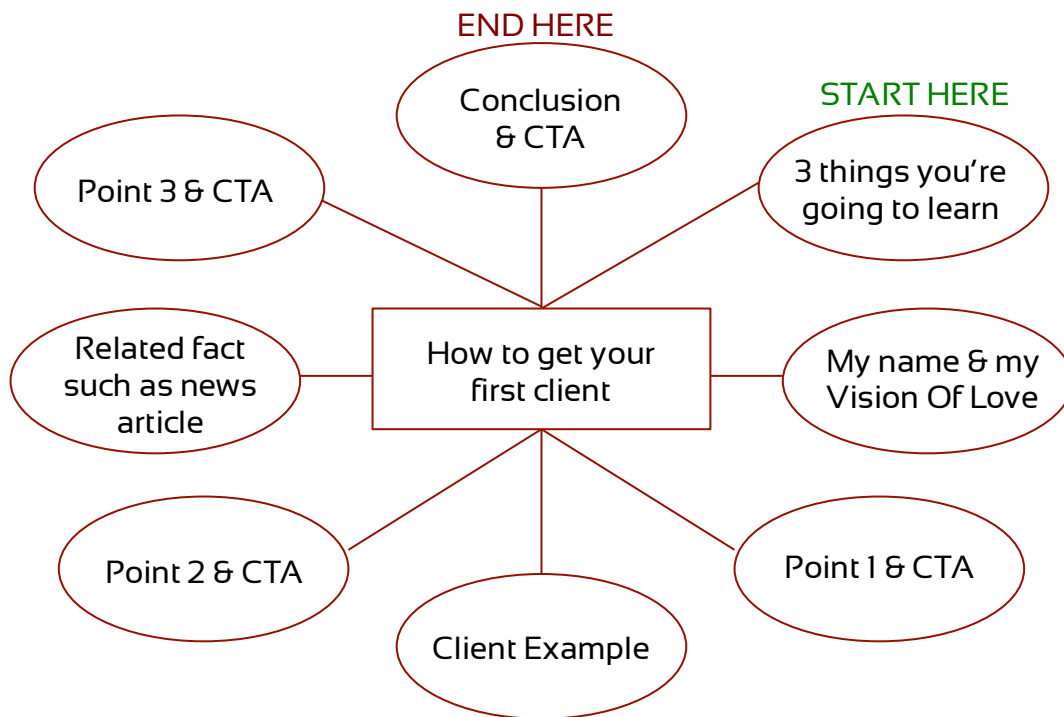 END HERE
Conclusion
& CTA
START HERE
3 things you're
going to learn
Point 3 & CTA
Related fact
such as news
article
How to get your
first client
My name & my
Vision Of Love
Point 2 & CTA
Point 1 & CTA
Client Example